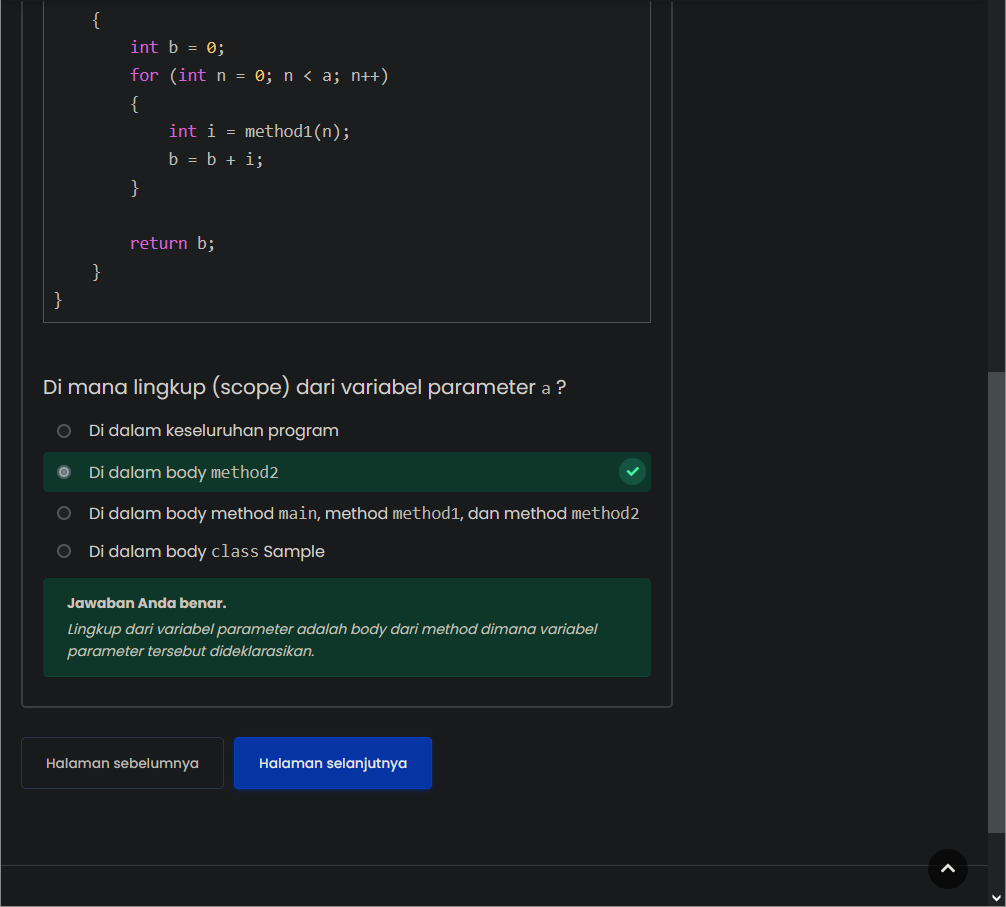 {
int b = 0;
for (int n = 0; n < a; n++)
{
int i = method1(n);
b = b + i;
}
return b;
}
}
Di mana lingkup (scope) dari variabel parameter a ?
Di dalam keseluruhan program
Di dalam body method2
Di dalam body method main, method method1, dan method method2
Di dalam body class Sample
Jawaban Anda benar.
Lingkup dari variabel parameter adalah body dari method dimana variabel
parameter tersebut dideklarasikan.
Halaman sebelumnya
Halaman selanjutnya